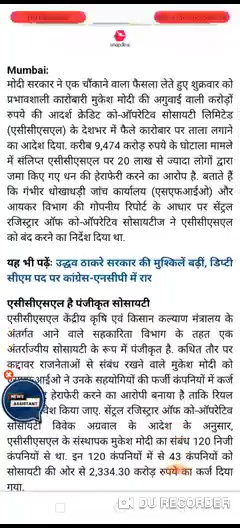 snapdeal
Mumbai:
मोदी सरकार ने एक चौंकाने वाला फैसला लेते हुए शुक्रवार को
प्रभावशाली कारोबारी मुकेश मोदी की अगुवाई वाली करोड़ों
रुपये की आदर्श क्रेडिट को-ऑपरेटिव सोसायटी लिमिटेड
(एसीसीएसएल) के देशभर में फैले कारोबार पर ताला लगाने
का आदेश दिया. करीब 9,474 करोड़ रुपये के घोटाला मामले
में संलिप्त एसीसीएसएल पर 20 लाख से ज्यादा लोगों द्वारा
जमा किए गए धन की हेराफेरी करने का आरोप है. बताते हैं
कि गंभीर धोखाधड़ी जांच कार्यालय (एसएफआईओ) और
आयकर विभाग की गोपनीय रिपोर्ट के आधार पर सेंट्रल
रजिस्ट्रार ऑफ को-ऑपरेटिव सोसायटीज ने एसीसीएसएल
को बंद करने का निर्देश दिया था.
यह भी पढ़ेंः उद्धव ठाकरे सरकार की मुश्किलें बढ़ीं, डिप्टी
सीएम पद पर कांग्रेस-एनसीपी में रार
एसीसीएसएल है पंजीकृत सोसायटी
एसीसीएसएल केंद्रीय कृषि एवं किसान कल्याण मंत्रालय के
अंतर्गत आने वाले सहकारिता विभाग के तहत एक
अंतर्राज्यीय सोसायटी के रूप में पंजीकृत है. कथित तौर पर
कद्दावर राजनेताओं से संबंध रखने वाले मुकेश मोदी को
आईओ ने उनके सहयोगियों की फर्जी कंपनियों में कर्ज
हेराफेरी करने का आरोपी बनाया है ताकि रियल
किया जाए. सेंट्रल रजिस्ट्रार ऑफ को-ऑपरेटिव
सोसायटी विवेक अग्रवाल के आदेश के अनुसार,
एसीसीएसएल के संस्थापक मुकेश मोदी का संबंध 120 निजी
कंपनियों से था. इन 120 कंपनियों में से 43 कंपनियों को
सोसायटी की ओर से 2,334.30 करोड़ रुपये का कर्ज दिया
गया.
NEWS
ASSISTANT
DU RECORDER